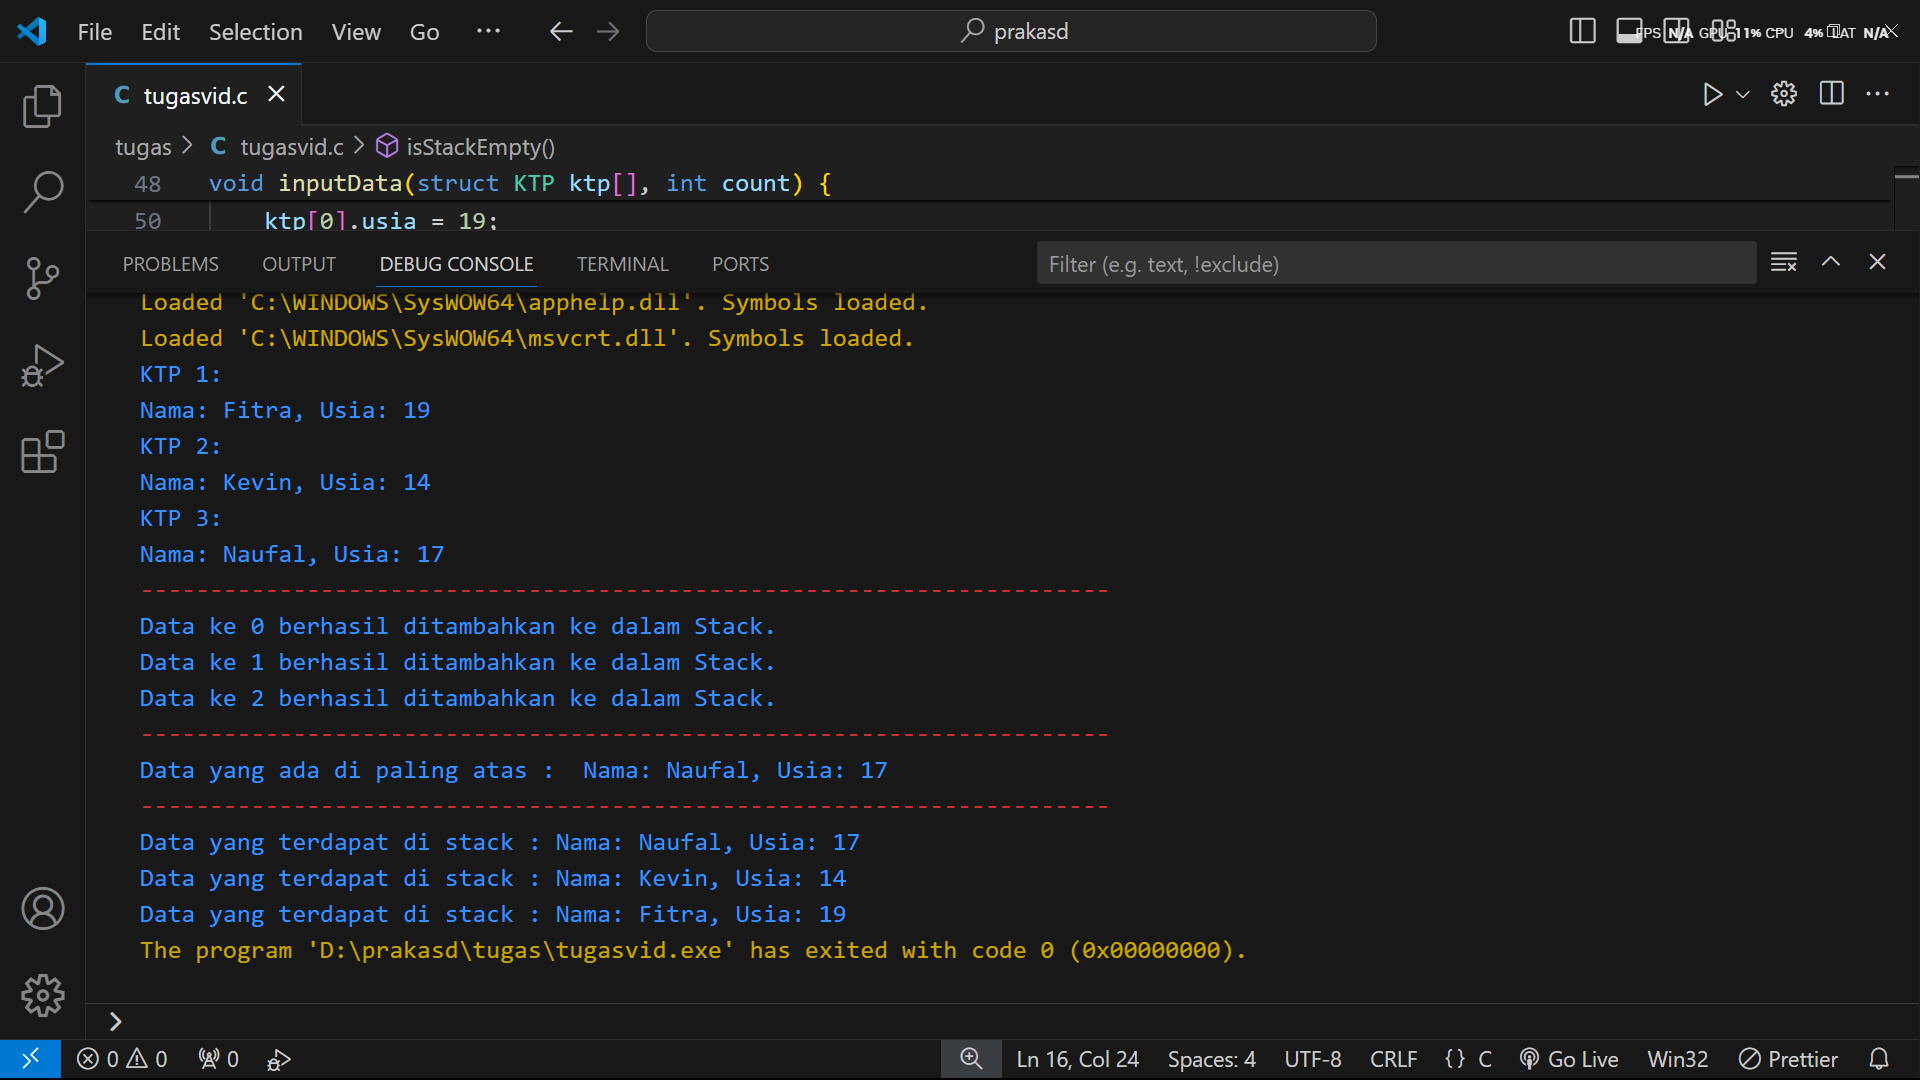 File Edit Selection View Go ··· prakasd
FPS N/A GPU 11% CPU 4% LAT N/A
C tugasvid.c
tugas > C tugasvid.c > isStackEmpty()
48 void inputData(struct KTP ktp[], int count) {
50 ktp[0].usia = 19;
PROBLEMS OUTPUT DEBUG CONSOLE TERMINAL PORTS Filter (e.g. text, !exclude)
Loaded 'C:\WINDOWS\SysWOW64\apphelp.dll'. Symbols loaded.
Loaded 'C:\WINDOWS\SysWOW64\msvcrt.dll'. Symbols loaded.
KTP 1:
Nama: Fitra, Usia: 19
KTP 2:
Nama: Kevin, Usia: 14
KTP 3:
Nama: Naufal, Usia: 17
----------------------------------------------------------------------
Data ke 0 berhasil ditambahkan ke dalam Stack.
Data ke 1 berhasil ditambahkan ke dalam Stack.
Data ke 2 berhasil ditambahkan ke dalam Stack.
----------------------------------------------------------------------
Data yang ada di paling atas :  Nama: Naufal, Usia: 17
----------------------------------------------------------------------
Data yang terdapat di stack : Nama: Naufal, Usia: 17
Data yang terdapat di stack : Nama: Kevin, Usia: 14
Data yang terdapat di stack : Nama: Fitra, Usia: 19
The program 'D:\prakasd\tugas\tugasvid.exe' has exited with code 0 (0x00000000).
>
0 0 0 Ln 16, Col 24 Spaces: 4 UTF-8 CRLF {} C Go Live Win32 Prettier